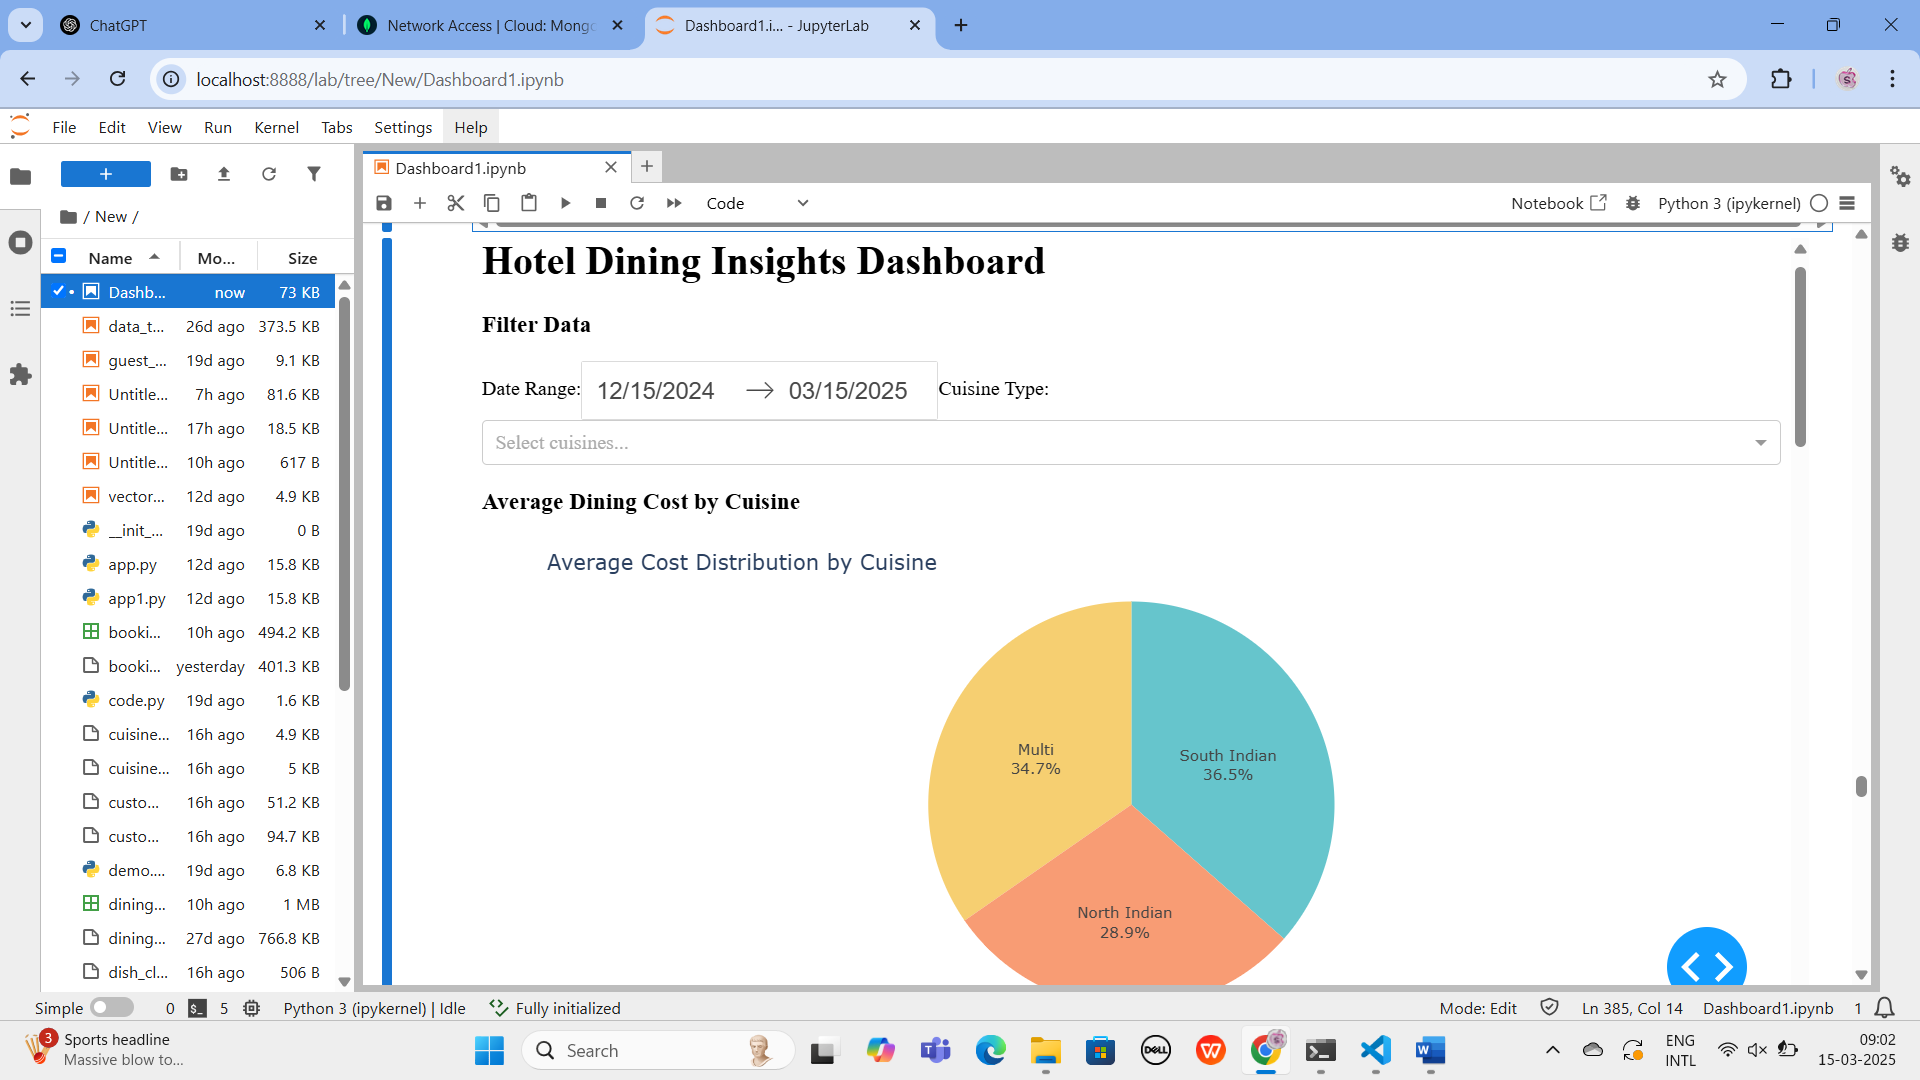 ChatGPT
Network Access | Cloud: Mongo
Dashboard1.i... - JupyterLab
localhost:8888/lab/tree/New/Dashboard1.ipynb
File Edit View Run Kernel Tabs Settings Help
/ New /
Name Mo... Size
Dashb... now 73 KB
data_t... 26d ago 373.5 KB
guest_... 19d ago 9.1 KB
Untitle... 7h ago 81.6 KB
Untitle... 17h ago 18.5 KB
Untitle... 10h ago 617 B
vector... 12d ago 4.9 KB
__init_... 19d ago 0 B
app.py 12d ago 15.8 KB
app1.py 12d ago 15.8 KB
booki... 10h ago 494.2 KB
booki... yesterday 401.3 KB
code.py 19d ago 1.6 KB
cuisine... 16h ago 4.9 KB
cuisine... 16h ago 5 KB
custo... 16h ago 51.2 KB
custo... 16h ago 94.7 KB
demo.... 19d ago 6.8 KB
dining... 10h ago 1 MB
dining... 27d ago 766.8 KB
dish_cl... 16h ago 506 B
Dashboard1.ipynb
Code
Notebook
Python 3 (ipykernel)
Hotel Dining Insights Dashboard
Filter Data
Date Range: 12/15/2024 → 03/15/2025 Cuisine Type:
Select cuisines...
Average Dining Cost by Cuisine
Average Cost Distribution by Cuisine
Multi
34.7%
South Indian
36.5%
North Indian
28.9%
Simple 0 $_ 5 Python 3 (ipykernel) | Idle Fully initialized
Mode: Edit Ln 385, Col 14 Dashboard1.ipynb 1
3
Sports headline
Massive blow to...
Search
DELL
ENG
INTL
09:02
15-03-2025